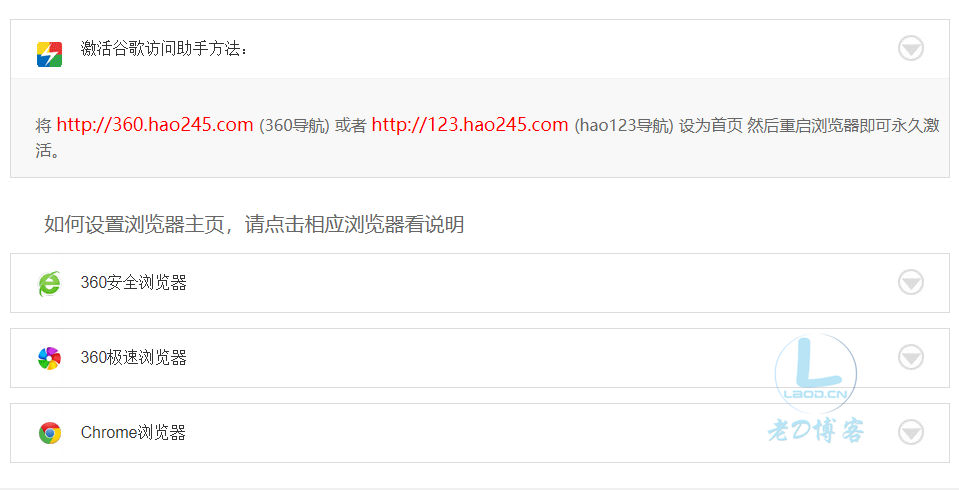 激活谷歌访问助手方法:
将 http://360.hao245.com (360导航) 或者 http://123.hao245.com (hao123导航) 设为首页 然后重启浏览器即可永久激
活。
如何设置浏览器主页，请点击相应浏览器看说明
360安全浏览器
360极速浏览器
Chrome浏览器
LAOD.CN
老D博客